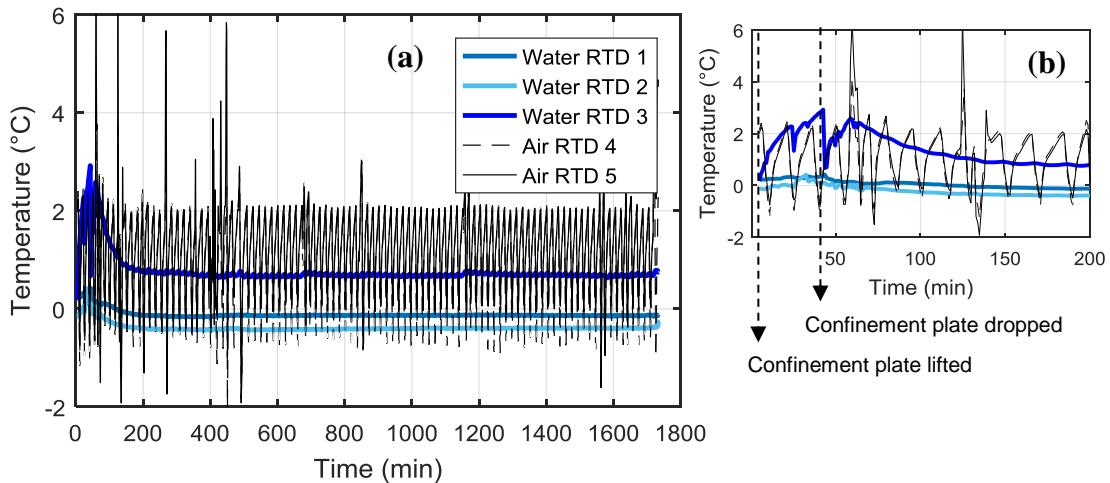 (a)
Water RTD 1
Water RTD 2
Water RTD 3
Air RTD 4
Air RTD 5
6
4
2
0
-2
Temperature (°C)
0 200 400 600 800 1000 1200 1400 1600 1800
Time (min)
(b)
6
4
2
0
-2
Temperature (°C)
50 100 150 200
Time (min)
Confinement plate dropped
Confinement plate lifted